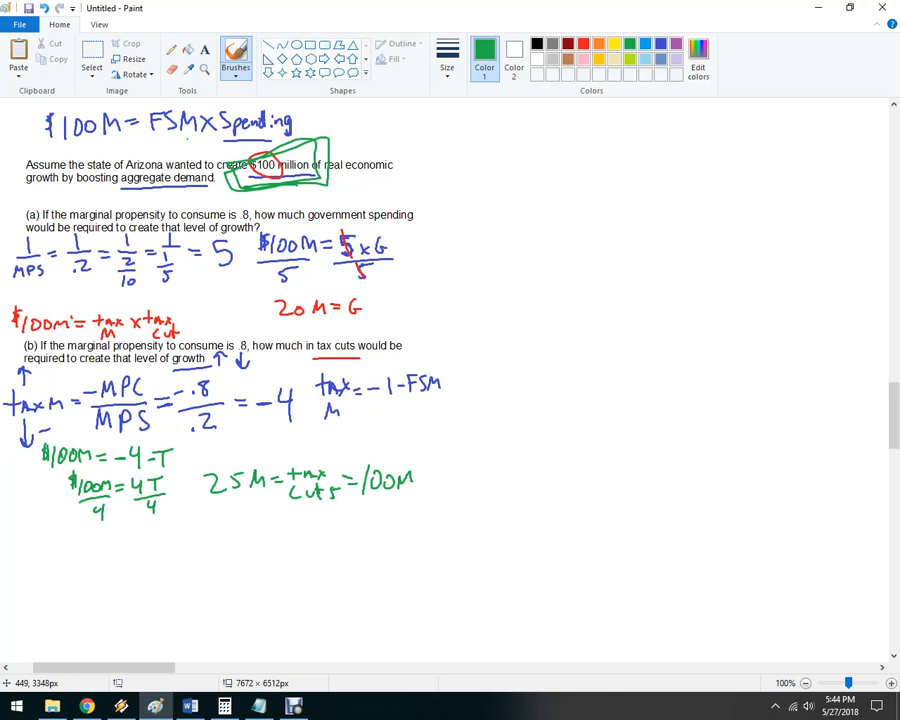 Untitled - Paint
File
Home
View
Paste
Cut
Copy
Clipboard
Select
Crop
Resize
Rotate
Image
A
Tools
Brushes
Outline
Fill
Shapes
Size
Color 1
Color 2
Edit colors
Colors
$100M = FSM x Spending
Assume the state of Arizona wanted to create $100 million of real economic
growth by boosting aggregate demand.
(a) If the marginal propensity to consume is .8, how much government spending
would be required to create that level of growth?
1/MPS = 1/.2 = 1/(2/10) = 1/(1/5) = 5
$100M/5 = 5 x G/5
20 M = G
$100M = tax M x tax cut
(b) If the marginal propensity to consume is .8, how much in tax cuts would be
required to create that level of growth
tax M = -MPC/MPS = -.8/.2 = -4
tax M = -1-FSM
$100M = -4 -T
$100M/4 = 4T/4
25 M = tax cuts = 100M
449, 3348px
7672 × 6512px
100%
5:44 PM
5/27/2018